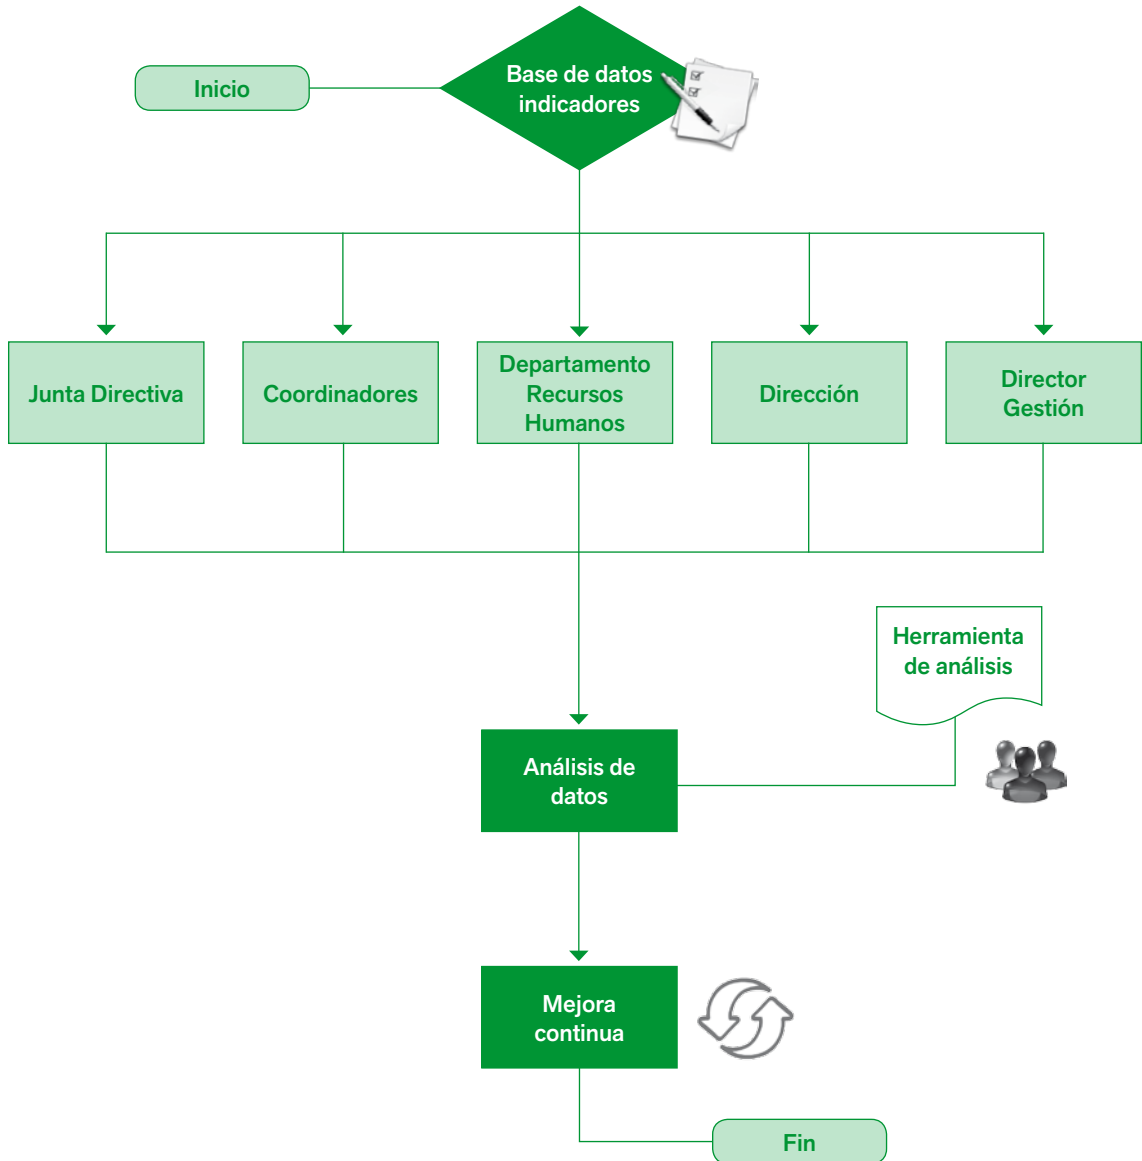 Inicio
Base de datos
indicadores
Junta Directiva
Coordinadores
Departamento
Recursos
Humanos
Dirección
Director
Gestión
Herramienta
de análisis
Análisis de
datos
Mejora
continua
Fin